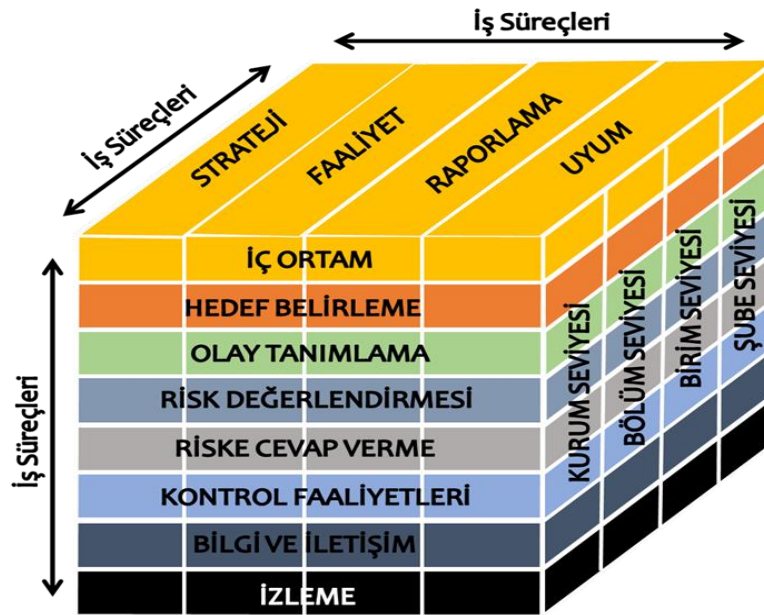 İş Süreçleri
İş Süreçleri
STRATEJİ
FAALİYET
RAPORLAMA
UYUM
İş Süreçleri
İÇ ORTAM
HEDEF BELİRLEME
OLAY TANIMLAMA
RİSK DEĞERLENDİRMESİ
RİSKE CEVAP VERME
KONTROL FAALİYETLERİ
BİLGİ VE İLETİŞİM
İZLEME
KURUM SEVİYESİ
BÖLÜM SEVİYESİ
BİRİM SEVİYESİ
ŞUBE SEVİYESİ